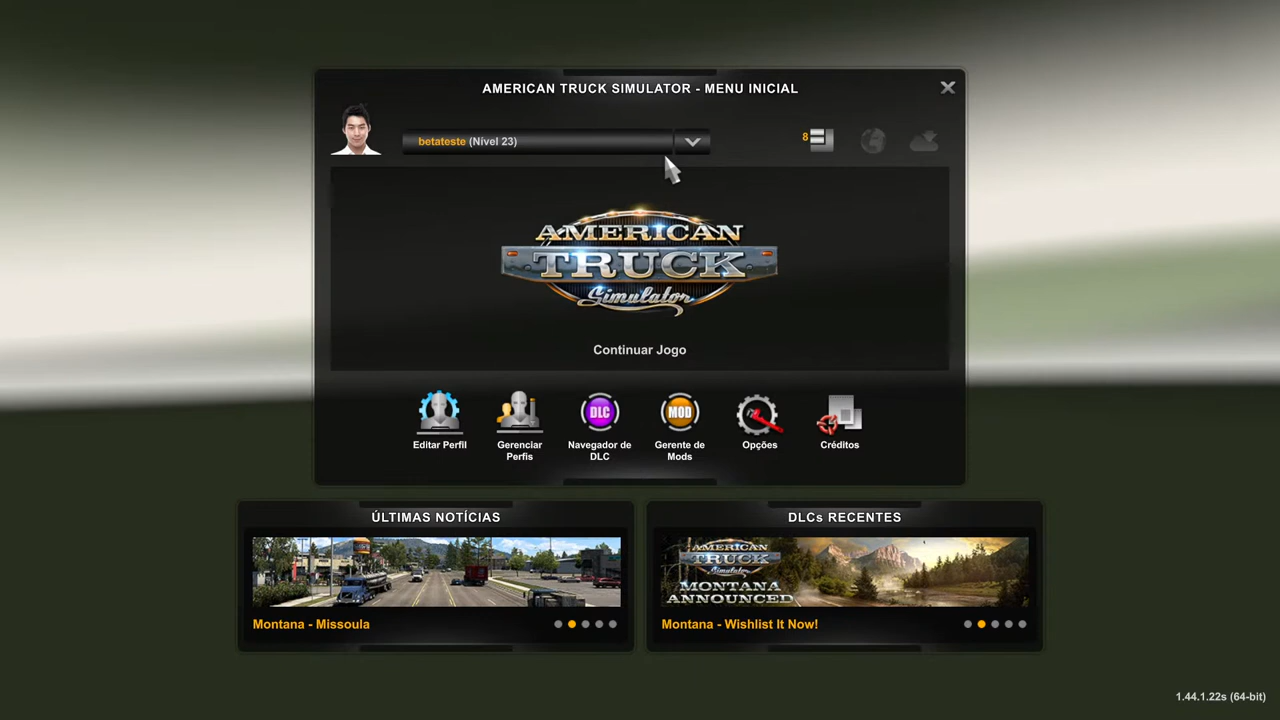 AMERICAN TRUCK SIMULATOR - MENU INICIAL
betateste (Nível 23)
8
AMERICAN
TRUCK
Simulator
Continuar Jogo
DLC
MOD
Editar Perfil
Gerenciar
Perfis
Navegador de
DLC
Gerente de
Mods
Opções
Créditos
ÚLTIMAS NOTÍCIAS
Montana - Missoula
DLCs RECENTES
AMERICAN
TRUCK
Simulator
MONTANA
ANNOUNCED
Montana - Wishlist It Now!
1.44.1.22s (64-bit)